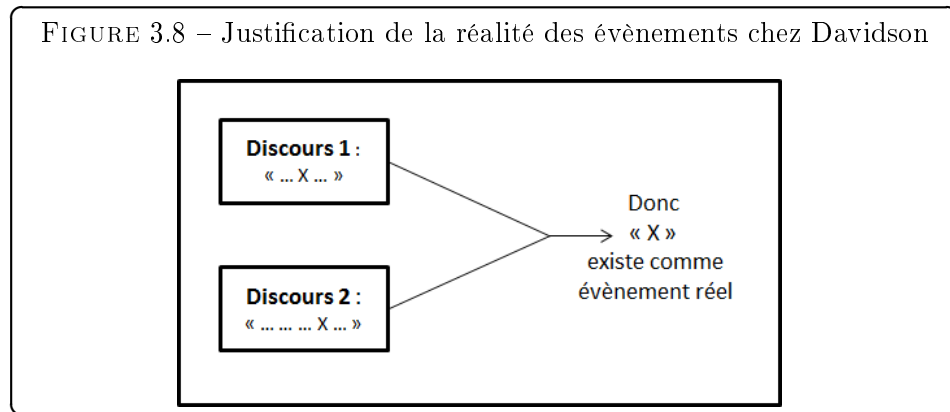 FIGURE 3.8 – Justification de la réalité des évènements chez Davidson
Discours 1 :
« ... X ... »
Discours 2 :
« ... ... ... X ... »
Donc
« X »
existe comme
évènement réel